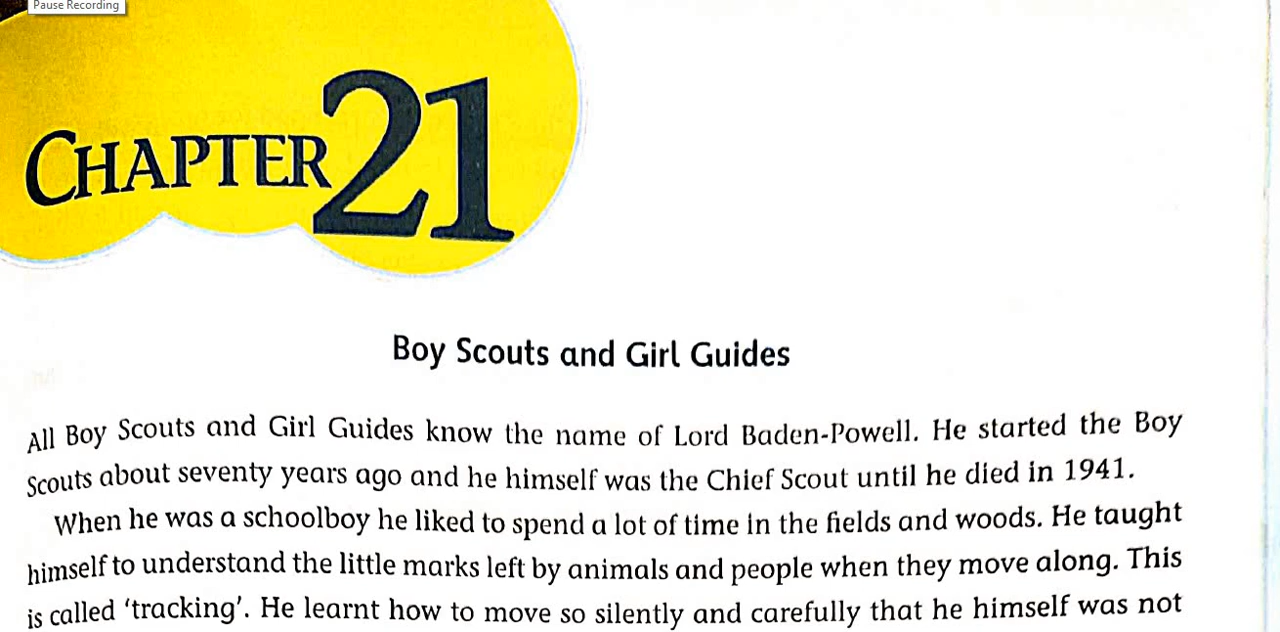 Pause Recording
CHAPTER 21
Boy Scouts and Girl Guides
All Boy Scouts and Girl Guides know the name of Lord Baden-Powell. He started the Boy
Scouts about seventy years ago and he himself was the Chief Scout until he died in 1941.
When he was a schoolboy he liked to spend a lot of time in the fields and woods. He taught
himself to understand the little marks left by animals and people when they move along. This
is called ‘tracking’. He learnt how to move so silently and carefully that he himself was not